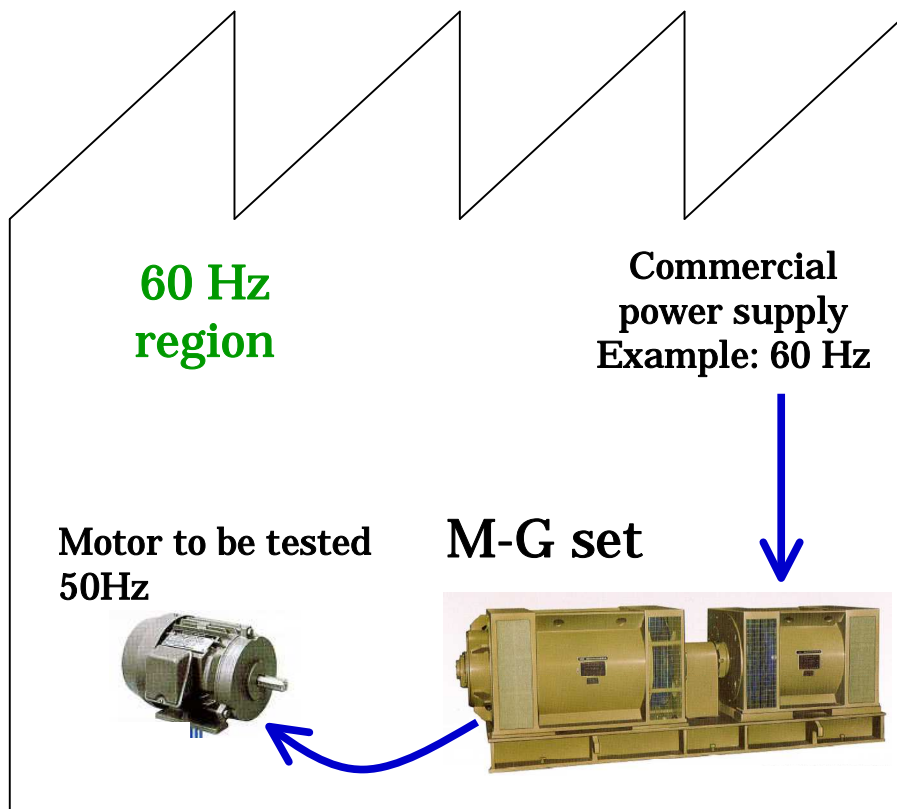 60 Hz
region
Commercial
power supply
Example: 60 Hz
Motor to be tested
50Hz
M-G set